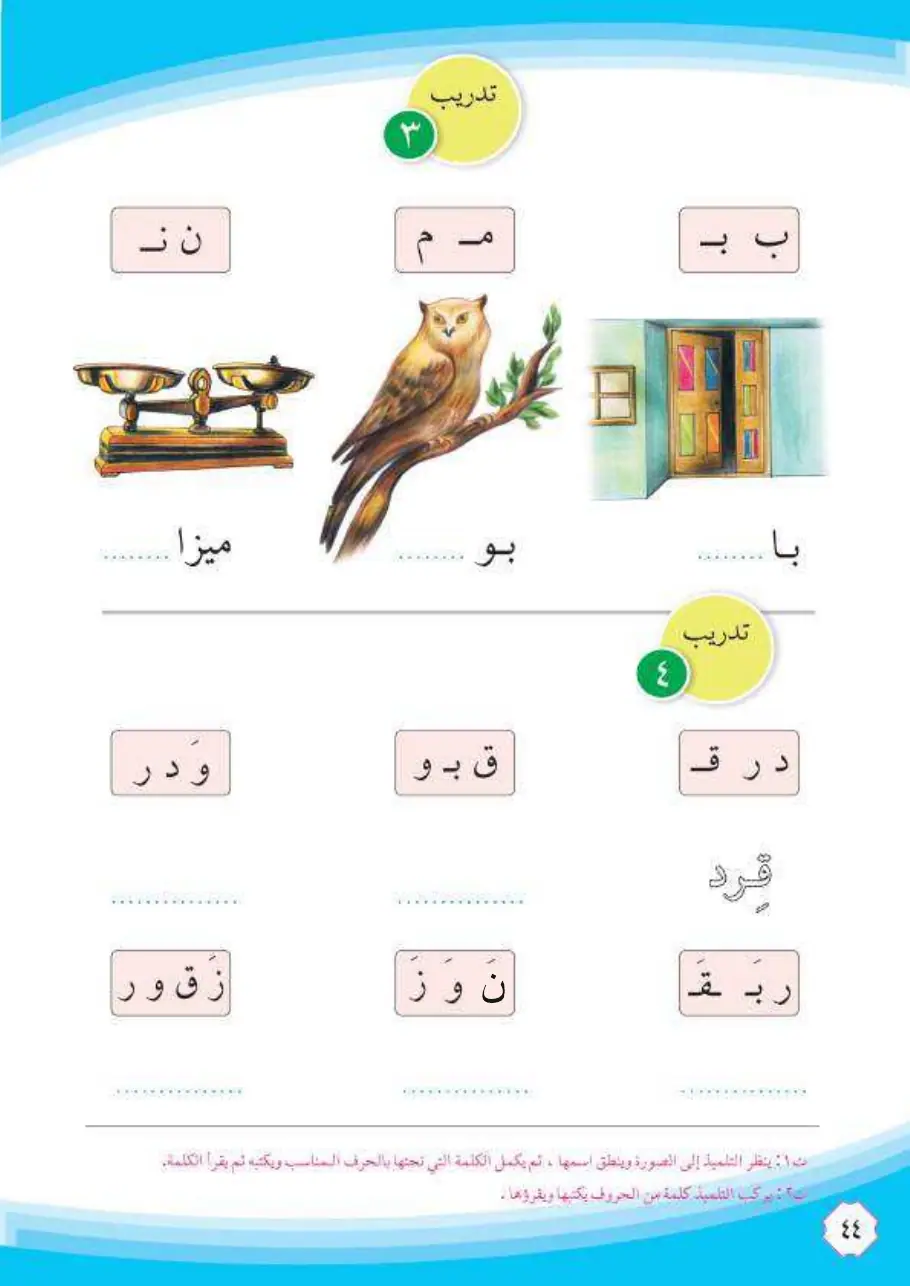 تدريب
٣
ب بـ
مـ م
ن نـ
با ........
بو ........
ميزا ........
تدريب
٤
د ر قـ
ق بـ و
وَ د ر
قِرد
...............
...............
ر بَـ ـقَـ
نَ وَ زَ
زَ ق و ر
...............
...............
...............
ت١: ينظر التلميذ إلى الصورة وينطق اسمها ، ثم يكمل الكلمة التي تحتها بالحرف المناسب ويكتبه ثم يقرأ الكلمة.
ت٢: يركب التلميذ كلمة من الحروف يكتبها ويقرؤها .
٤٤